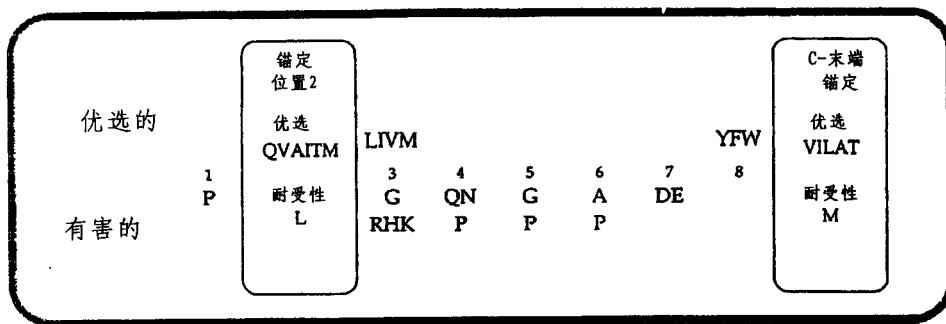 锚定
位置2
C-末端
锚定
优选的
优选
QVAITM
LIVM
YFW
优选
VILAT
1 3 4 5 6 7 8
P 耐受性 G QN G A DE 耐受性
有害的 L RHK P P P M